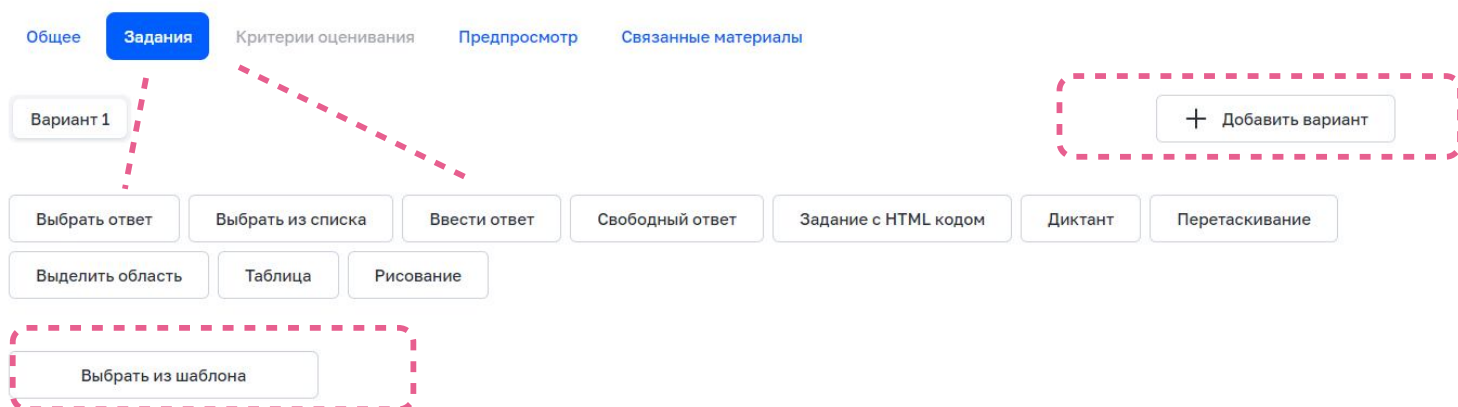 Общее Задания Критерии оценивания Предпросмотр Связанные материалы
Вариант 1 + Добавить вариант
Выбрать ответ Выбрать из списка Ввести ответ Свободный ответ Задание с HTML кодом Диктант Перетаскивание
Выделить область Таблица Рисование
Выбрать из шаблона